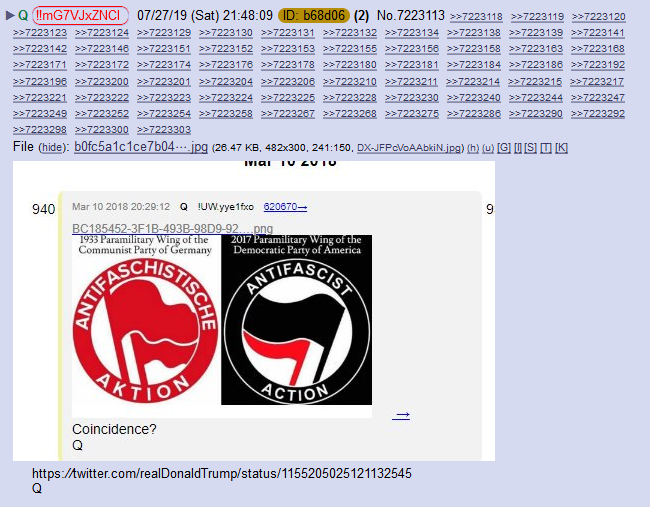 ▶ Q !!mG7VJxZNCI 07/27/19 (Sat) 21:48:09 ID: b68d06 (2) No.7223113 >>7223118 >>7223119 >>7223120
>>7223123 >>7223124 >>7223129 >>7223130 >>7223131 >>7223132 >>7223134 >>7223138 >>7223139 >>7223141
>>7223142 >>7223146 >>7223151 >>7223153 >>7223155 >>7223156 >>7223158 >>7223163 >>7223168
>>7223171 >>7223172 >>7223174 >>7223176 >>7223178 >>7223180 >>7223181 >>7223184 >>7223186 >>7223192
>>7223196 >>7223200 >>7223201 >>7223204 >>7223206 >>7223210 >>7223211 >>7223214 >>7223215 >>7223217
>>7223221 >>7223222 >>7223223 >>7223224 >>7223225 >>7223228 >>7223230 >>7223240 >>7223244 >>7223247
>>7223249 >>7223252 >>7223254 >>7223258 >>7223267 >>7223268 >>7223275 >>7223286 >>7223290 >>7223292
>>7223298 >>7223300 >>7223303
File (hide): b0fc5a1c1ce7b04⋯.jpg (26.47 KB, 482x300, 241:150, DX-JFPoVoAAbkiN.jpg) (h) (u) [G] [I] [S] [T] [K]
Mar 10 2018
940 Mar 10 2018 20:29:12 Q !UW.yye1fxo 620670→ 9
BC185452-3F1B-493B-98D9-92….png
1933 Paramilitary Wing of the
Communist Party of Germany
ANTIFASCHISTISCHE
AKTION
2017 Paramilitary Wing of the
Democratic Party of America
ANTIFASCIST
ACTION
→
Coincidence?
Q
https://twitter.com/realDonaldTrump/status/1155205025121132545
Q